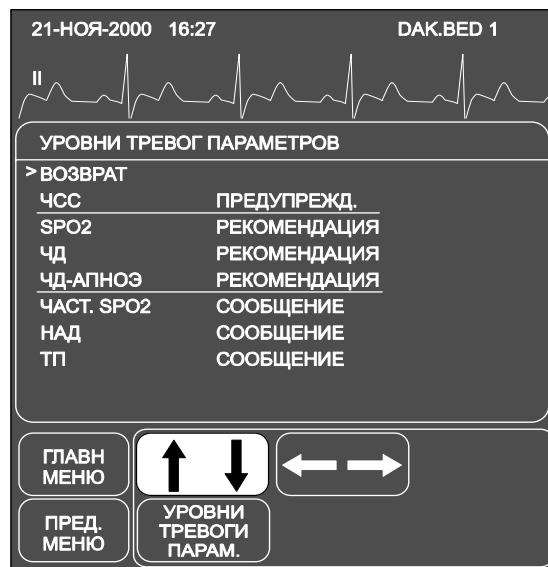 21-НОЯ-2000 16:27 DAK.BED 1
II
УРОВНИ ТРЕВОГ ПАРАМЕТРОВ
> ВОЗВРАТ
ЧСС ПРЕДУПРЕЖД.
SPO2 РЕКОМЕНДАЦИЯ
ЧД РЕКОМЕНДАЦИЯ
ЧД-АПНОЭ РЕКОМЕНДАЦИЯ
ЧАСТ. SPO2 СООБЩЕНИЕ
НАД СООБЩЕНИЕ
ТП СООБЩЕНИЕ
ГЛАВН
МЕНЮ
ПРЕД.
МЕНЮ
УРОВНИ
ТРЕВОГИ
ПАРАМ.